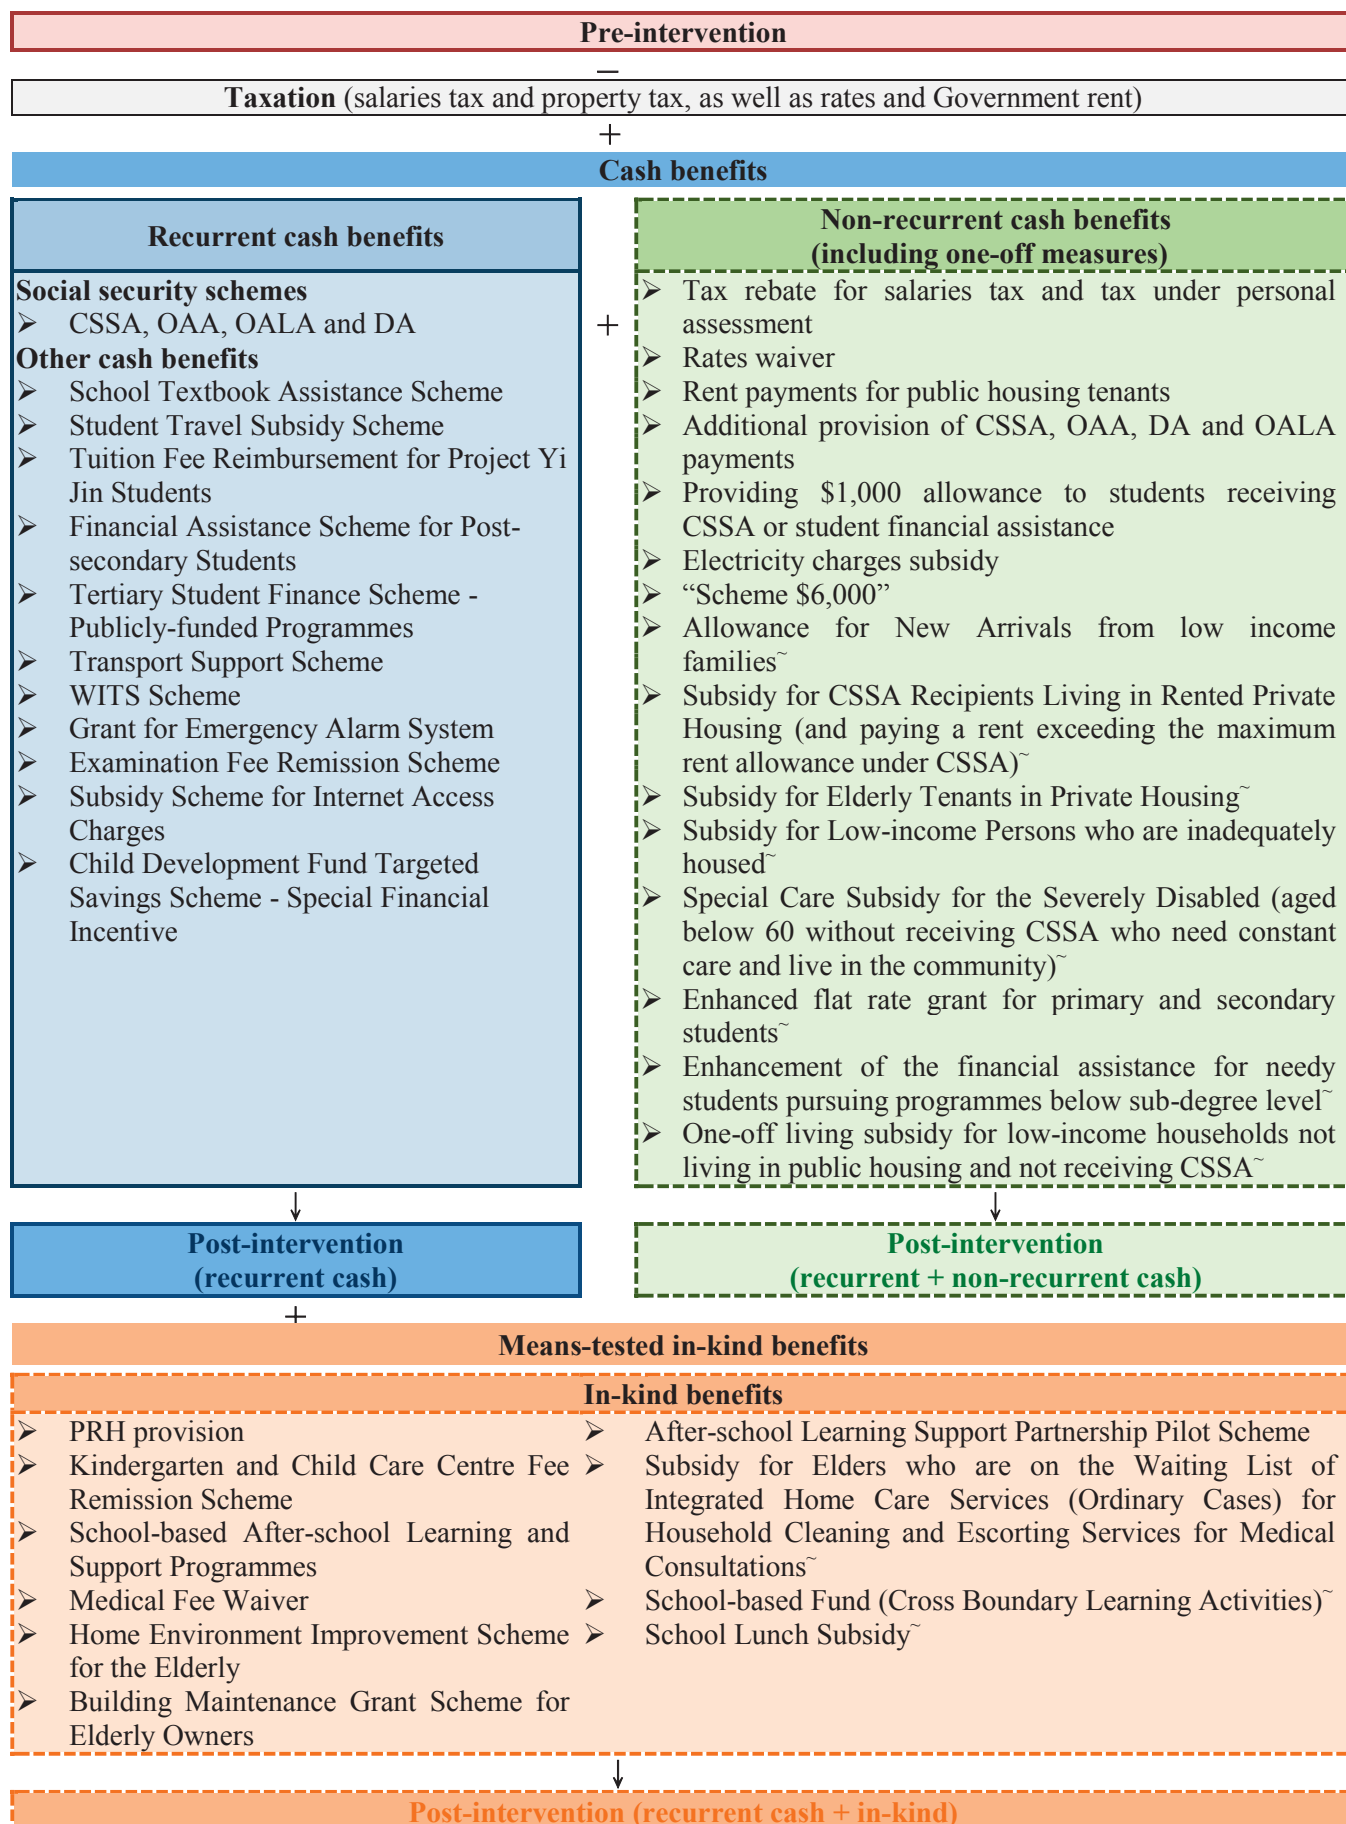 Pre-intervention
–
Taxation (salaries tax and property tax, as well as rates and Government rent)
+
Cash benefits
Recurrent cash benefits
Social security schemes
➢ CSSA, OAA, OALA and DA
Other cash benefits
➢ School Textbook Assistance Scheme
➢ Student Travel Subsidy Scheme
➢ Tuition Fee Reimbursement for Project Yi
Jin Students
➢ Financial Assistance Scheme for Post-
secondary Students
➢ Tertiary Student Finance Scheme -
Publicly-funded Programmes
➢ Transport Support Scheme
➢ WITS Scheme
➢ Grant for Emergency Alarm System
➢ Examination Fee Remission Scheme
➢ Subsidy Scheme for Internet Access
Charges
➢ Child Development Fund Targeted
Savings Scheme - Special Financial
Incentive
+
Non-recurrent cash benefits
(including one-off measures)
➢ Tax rebate for salaries tax and tax under personal
assessment
➢ Rates waiver
➢ Rent payments for public housing tenants
➢ Additional provision of CSSA, OAA, DA and OALA
payments
➢ Providing $1,000 allowance to students receiving
CSSA or student financial assistance
➢ Electricity charges subsidy
➢ “Scheme $6,000”
➢ Allowance for New Arrivals from low income
families~
➢ Subsidy for CSSA Recipients Living in Rented Private
Housing (and paying a rent exceeding the maximum
rent allowance under CSSA)~
➢ Subsidy for Elderly Tenants in Private Housing~
➢ Subsidy for Low-income Persons who are inadequately
housed~
➢ Special Care Subsidy for the Severely Disabled (aged
below 60 without receiving CSSA who need constant
care and live in the community)~
➢ Enhanced flat rate grant for primary and secondary
students~
➢ Enhancement of the financial assistance for needy
students pursuing programmes below sub-degree level~
➢ One-off living subsidy for low-income households not
living in public housing and not receiving CSSA~
Post-intervention
(recurrent cash)
Post-intervention
(recurrent + non-recurrent cash)
+
Means-tested in-kind benefits
In-kind benefits
➢ PRH provision
➢ Kindergarten and Child Care Centre Fee
Remission Scheme
➢ School-based After-school Learning and
Support Programmes
➢ Medical Fee Waiver
➢ Home Environment Improvement Scheme
for the Elderly
➢ Building Maintenance Grant Scheme for
Elderly Owners
➢ After-school Learning Support Partnership Pilot Scheme
➢ Subsidy for Elders who are on the Waiting List of
Integrated Home Care Services (Ordinary Cases) for
Household Cleaning and Escorting Services for Medical
Consultations~
➢ School-based Fund (Cross Boundary Learning Activities)~
➢ School Lunch Subsidy~
Post-intervention (recurrent cash + in-kind)